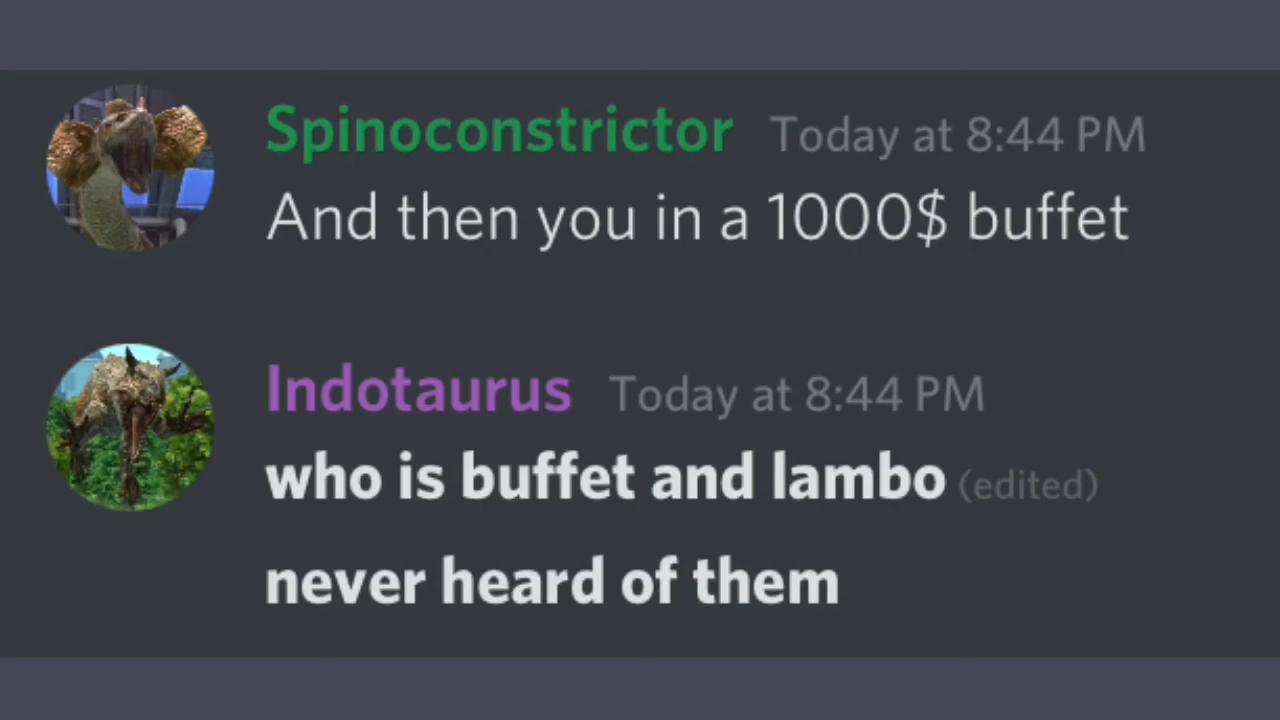 Spinoconstrictor Today at 8:44 PM
And then you in a 1000$ buffet
Indotaurus Today at 8:44 PM
who is buffet and lambo (edited)
never heard of them